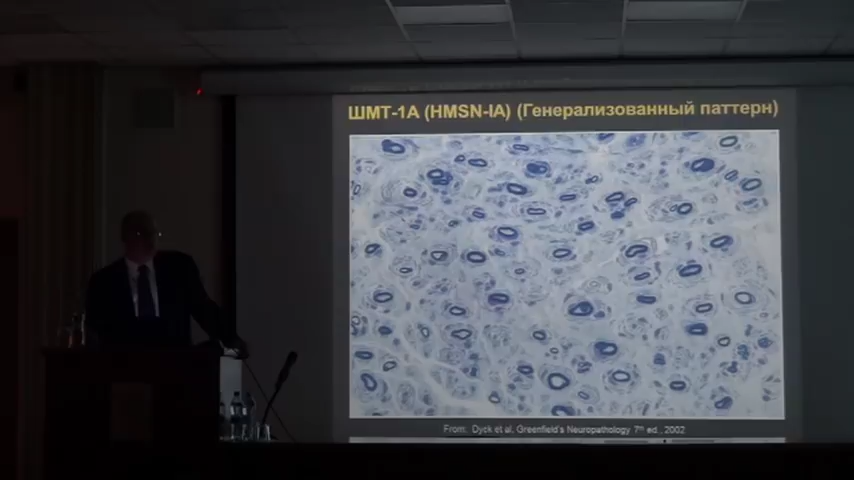 ШМТ-1А (HMSN-IA) (Генерализованный паттерн)
From: Dyck et al, Greenfield's Neuropathology 7th ed., 2002